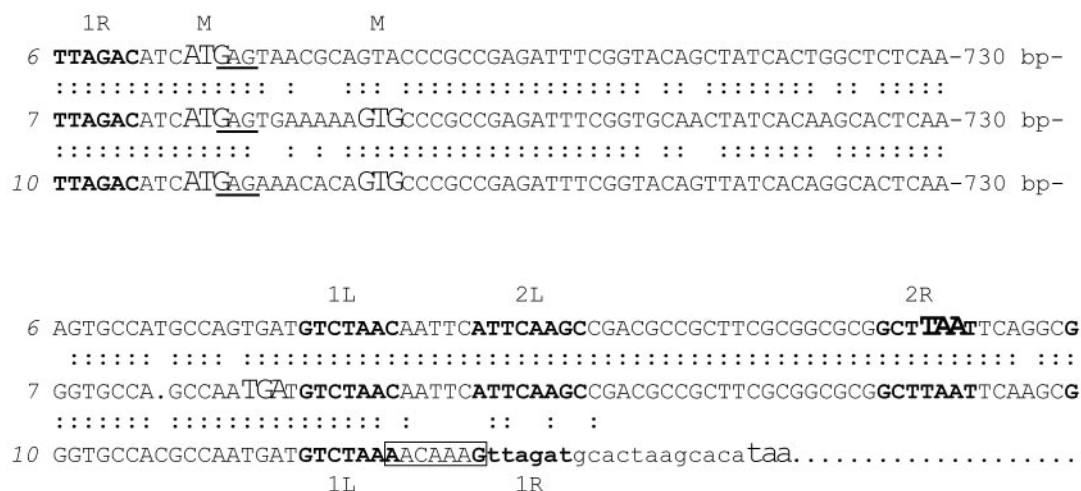 1R M M
6 TTAGACATCATGAGTAACGCAGTACCCGCCGAGATTTCGGTACAGCTATCACTGGCTCTCAA-730 bp-
::::::::::::::: :   ::: ::::::::::::::::: :: :::::::  :: :::::
7 TTAGACATCATGAGTGAAAAAGTGCCCGCCGAGATTTCGGTGCAACTATCACAAGCACTCAA-730 bp-
::::::::::::::  : : ::::::::::::::::::::: ::  ::::::: ::::::::
10 TTAGACATCATGAGAAACACAGTGCCCGCCGAGATTTCGGTACAGTTATCACAGGCACTCAA-730 bp-
1L 2L 2R
6 AGTGCCATGCCAGTGATGTCTAACAATTCATTCAAGCCGACGCCGCTTCGCGGCGCGGCTTAATTCAGGCG
:::::: :::: :::::::::::::::::::::::::::::::::::::::::::::::::::::: :::
7 GGTGCCA.GCCAATGATGTCTAACAATTCATTCAAGCCGACGCCGCTTCGCGGCGCGGCTTAATTCAAGCG
::::::: ::::::::::::::: :      ::  :  :
10 GGTGCCACGCCAATGATGTCTAAAACAAAGttagatgcactaagcacataa....................
1L 1R